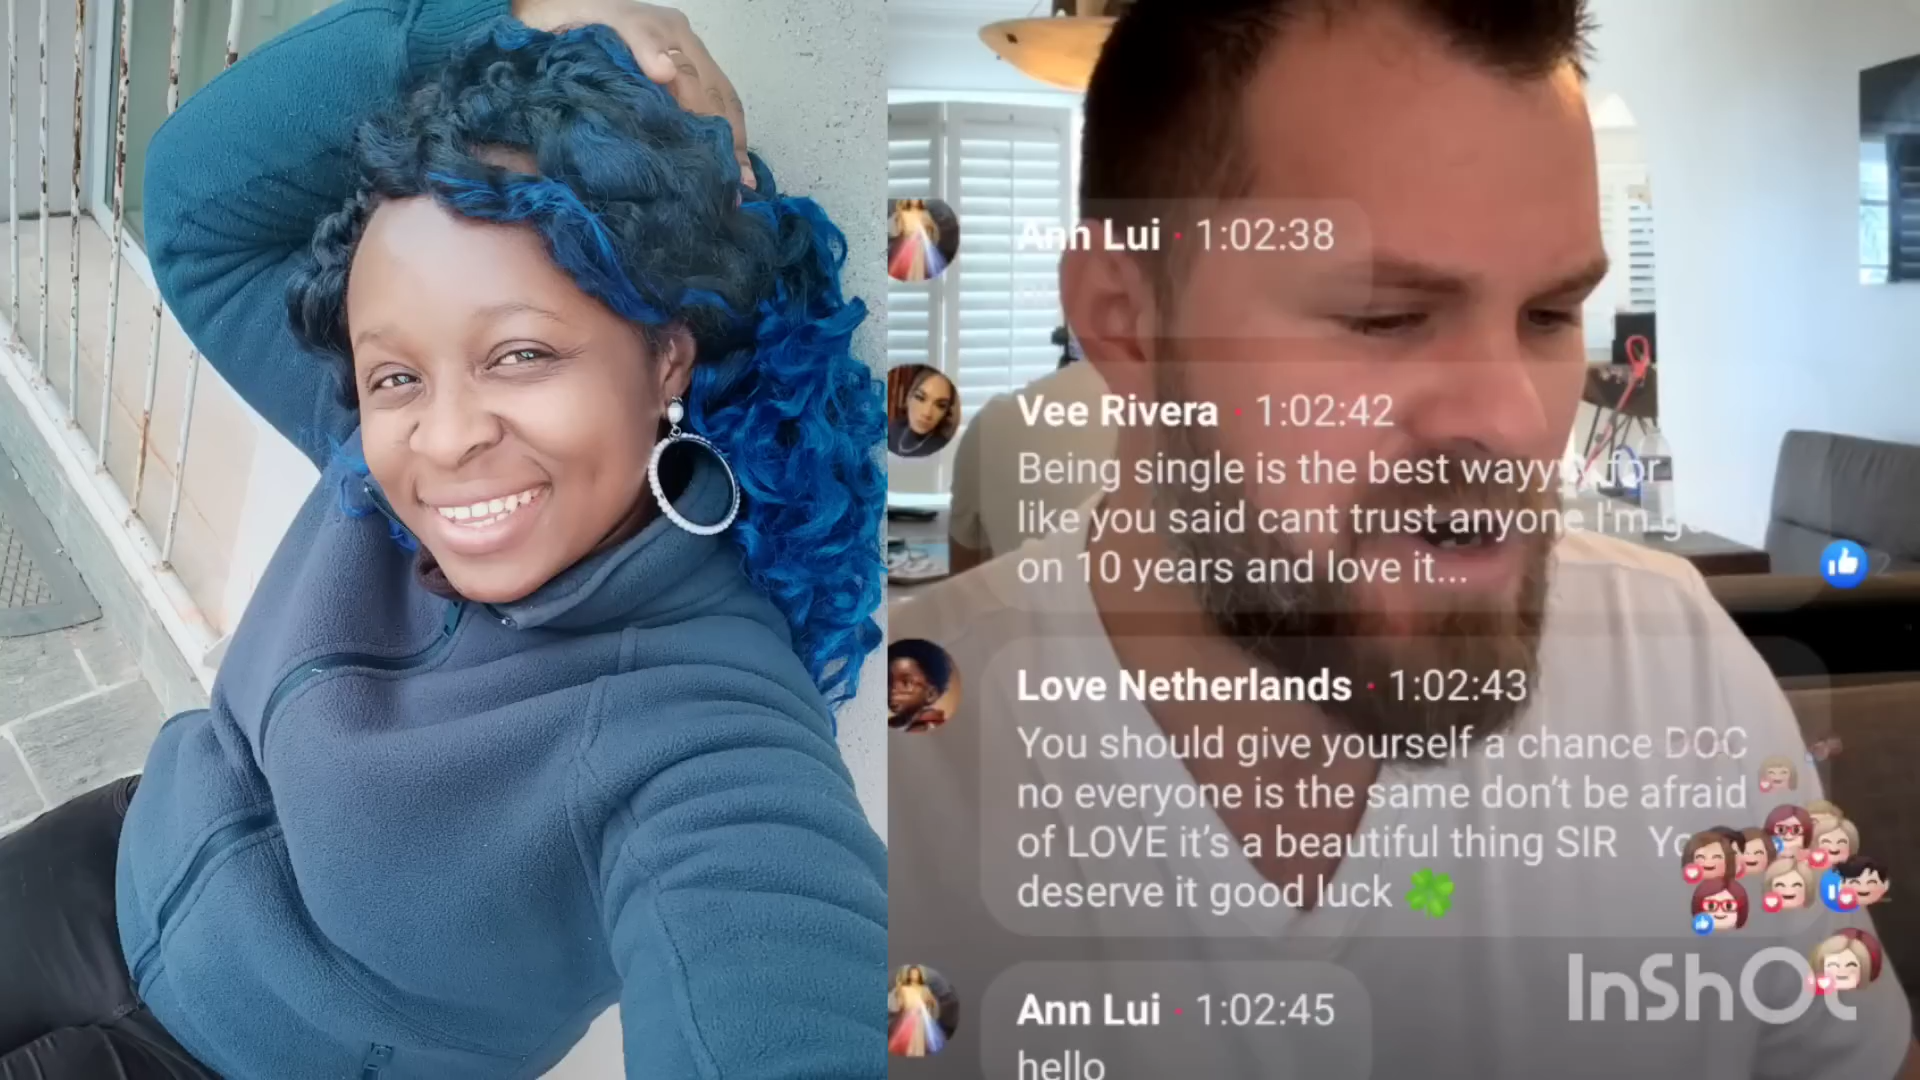 Ann Lui · 1:02:38
Vee Rivera · 1:02:42
Being single is the best wayyyy for
like you said cant trust anyone I'm
on 10 years and love it...
Love Netherlands · 1:02:43
You should give yourself a chance DOC
no everyone is the same don’t be afraid
of LOVE it’s a beautiful thing SIR
deserve it good luck 🍀
Ann Lui · 1:02:45
hello
InShOt